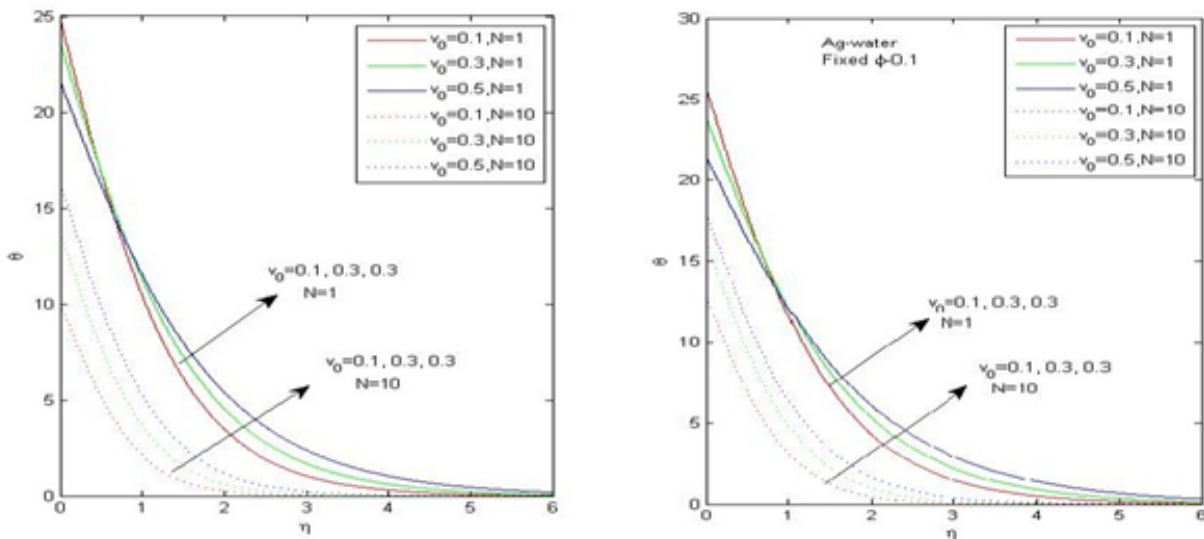 25
20
15
10
5
0
θ
0 1 2 3 4 5 6
η
v0=0.1,N=1
v0=0.3,N=1
v0=0.5,N=1
v0=0.1,N=10
v0=0.3,N=10
v0=0.5,N=10
v0=0.1, 0.3, 0.3
N=1
v0=0.1, 0.3, 0.3
N=10
30
25
20
15
10
5
0
θ
0 1 2 3 4 5 6
η
Ag-water
Fixed ϕ-0.1
v0=0.1,N=1
v0=0.3,N=1
v0=0.5,N=1
v0=0.1,N=10
v0=0.3,N=10
v0=0.5,N=10
v0=0.1, 0.3, 0.3
N=1
v0=0.1, 0.3, 0.3
N=10